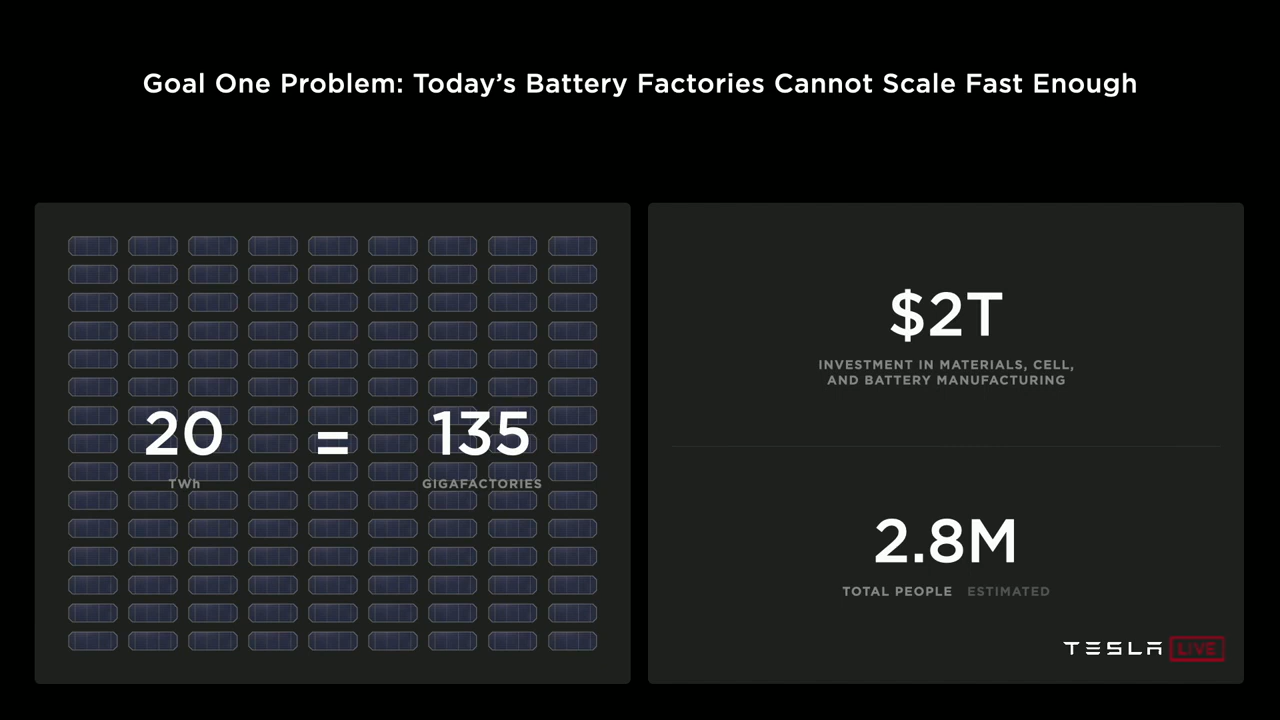 Goal One Problem: Today’s Battery Factories Cannot Scale Fast Enough
20 = 135
TWh GIGAFACTORIES
$2T
INVESTMENT IN MATERIALS, CELL,
AND BATTERY MANUFACTURING
2.8M
TOTAL PEOPLE ESTIMATED
TESLA LIVE